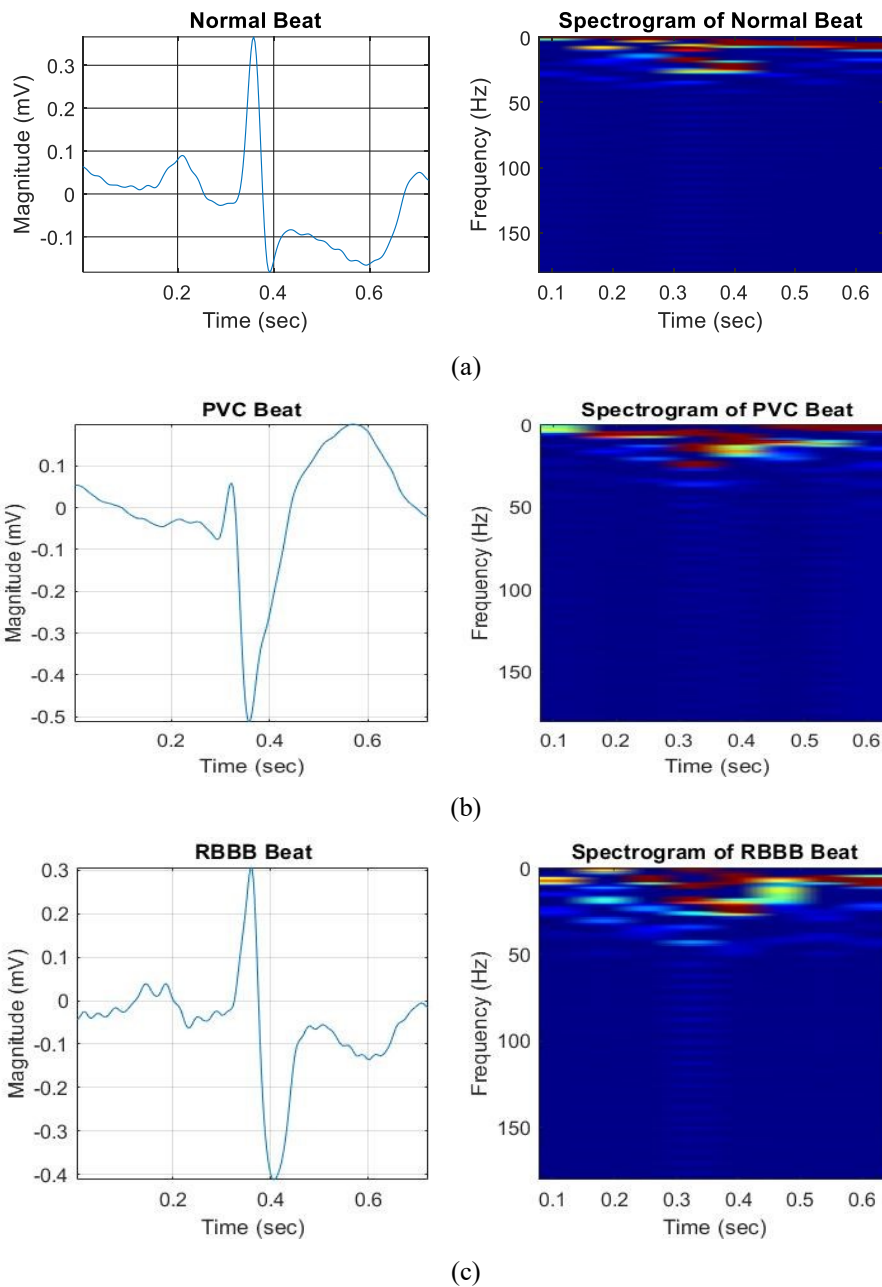 Normal Beat
0.3
0.2
0.1
0
-0.1
Magnitude (mV)
0.2 0.4 0.6
Time (sec)
Spectrogram of Normal Beat
0
50
100
150
Frequency (Hz)
0.1 0.2 0.3 0.4 0.5 0.6
Time (sec)
(a)
PVC Beat
0.1
0
-0.1
-0.2
-0.3
-0.4
-0.5
Magnitude (mV)
0.2 0.4 0.6
Time (sec)
Spectrogram of PVC Beat
0
50
100
150
Frequency (Hz)
0.1 0.2 0.3 0.4 0.5 0.6
Time (sec)
(b)
RBBB Beat
0.3
0.2
0.1
0
-0.1
-0.2
-0.3
-0.4
Magnitude (mV)
0.2 0.4 0.6
Time (sec)
Spectrogram of RBBB Beat
0
50
100
150
Frequency (Hz)
0.1 0.2 0.3 0.4 0.5 0.6
Time (sec)
(c)